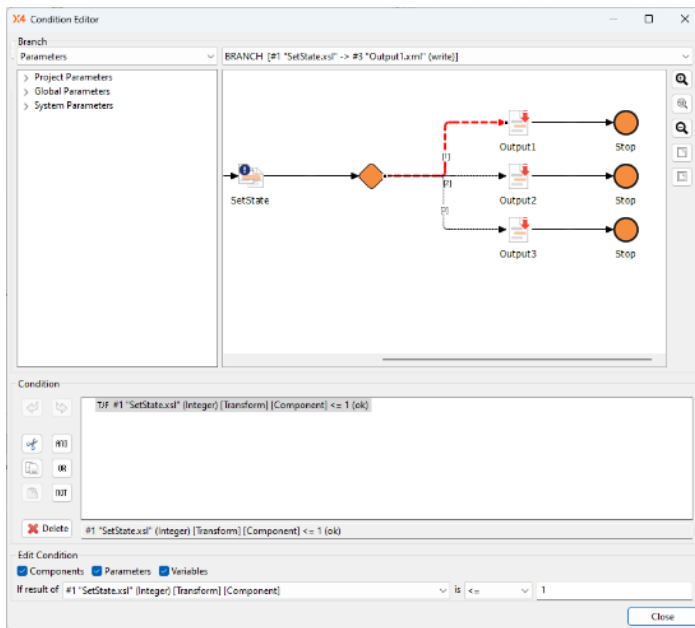 X4 Condition Editor
Branch
Parameters
BRANCH [#1 "SetState.xsl" -> #3 "Output1.xml" (write)]
Project Parameters
Global Parameters
System Parameters
Output1
Stop
[1]
SetState
[2]
Output2
Stop
Output3
Stop
Condition
T/F #1 "SetState.xsl" (Integer) [Transform] [Component] <= 1 (ok)
AND
OR
NOT
Delete
#1 "SetState.xsl" (Integer) [Transform] [Component] <= 1 (ok)
Edit Condition
Components Parameters Variables
If result of #1 "SetState.xsl" (Integer) [Transform] [Component] is <= 1
Close